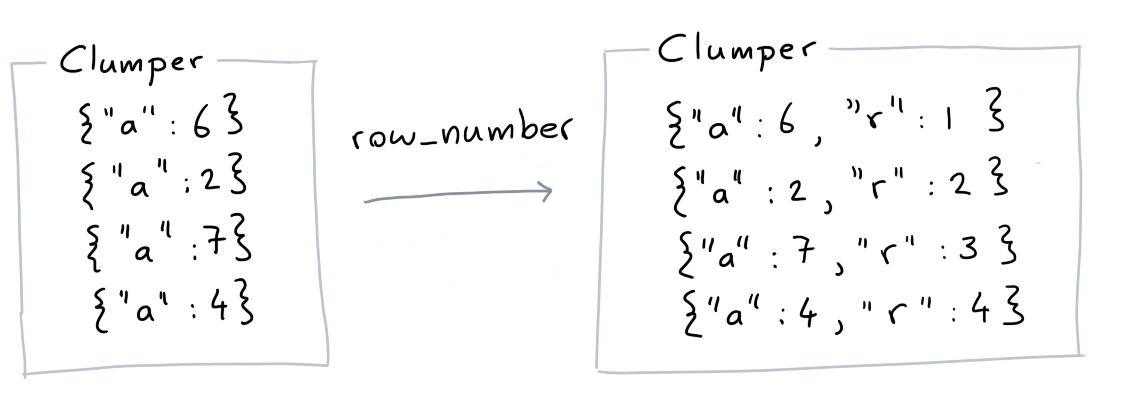 Clumper
{"a" : 6}
{"a" : 2}
{"a" : 7}
{"a" : 4}
row_number
Clumper
{"a" : 6, "r" : 1}
{"a" : 2, "r" : 2}
{"a" : 7, "r" : 3}
{"a" : 4, "r" : 4}